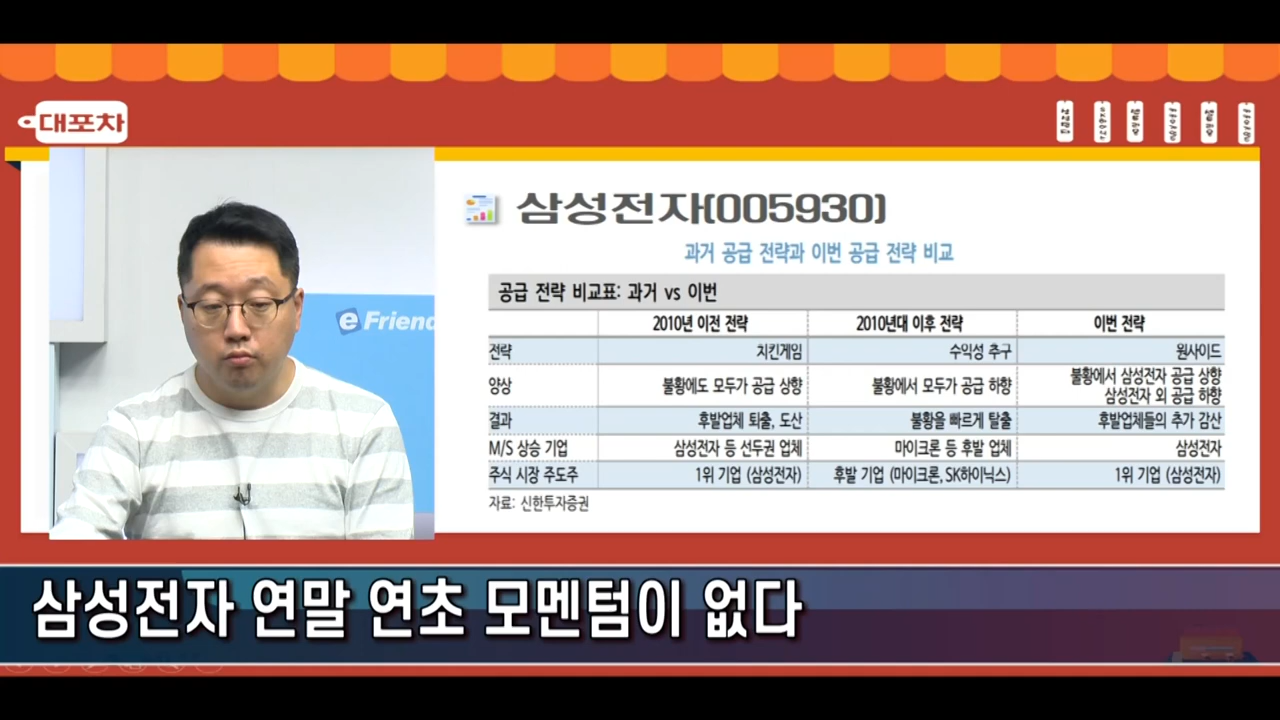 대포차
삼성전자(005930)
과거 공급 전략과 이번 공급 전략 비교
공급 전략 비교표: 과거 vs 이번
2010년 이전 전략 2010년대 이후 전략 이번 전략
전략 치킨게임 수익성 추구 원사이드
양상 불황에도 모두가 공급 상향 불황에서 모두가 공급 하향 불황에서 삼성전자 공급 상향
삼성전자 외 공급 하향
결과 후발업체 퇴출, 도산 불황을 빠르게 탈출 후발업체들의 추가 감산
M/S 상승 기업 삼성전자 등 선두권 업체 마이크론 등 후발 업체 삼성전자
주식 시장 주도주 1위 기업 (삼성전자) 후발 기업 (마이크론, SK하이닉스) 1위 기업 (삼성전자)
자료: 신한투자증권
e Friend
삼성전자 연말 연초 모멘텀이 없다